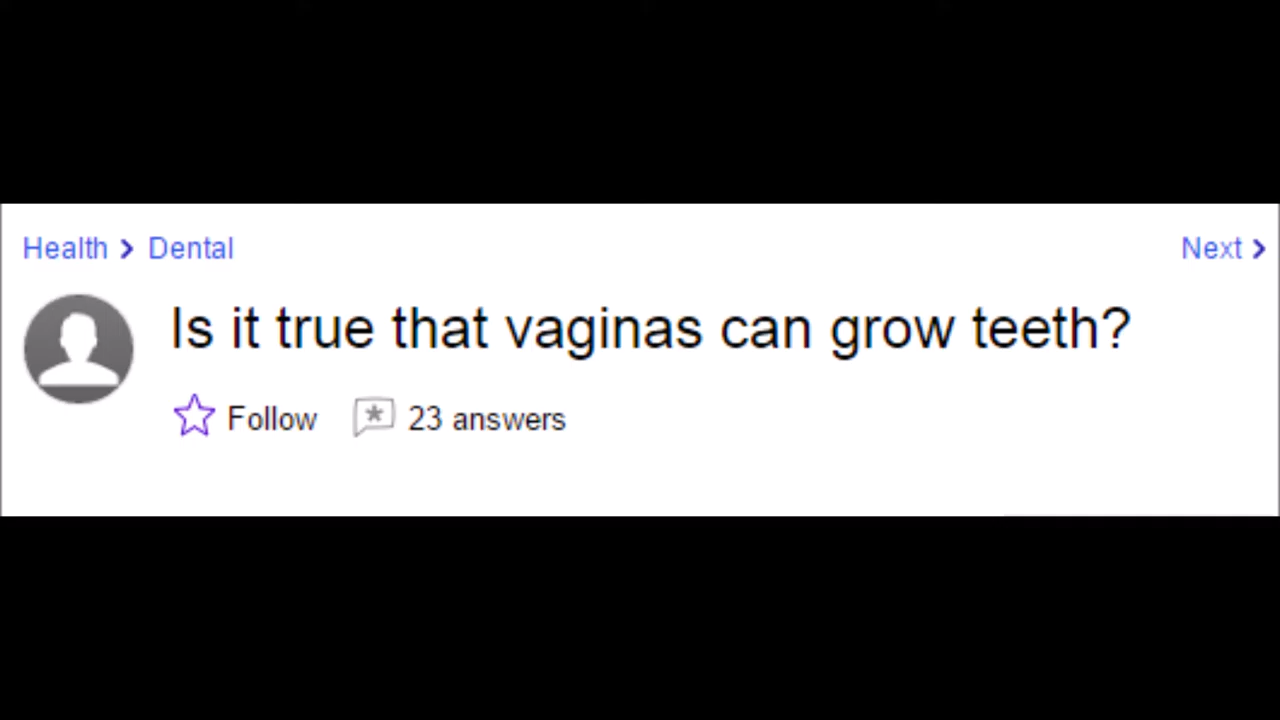 Health > Dental
Next >
Is it true that vaginas can grow teeth?
Follow 23 answers